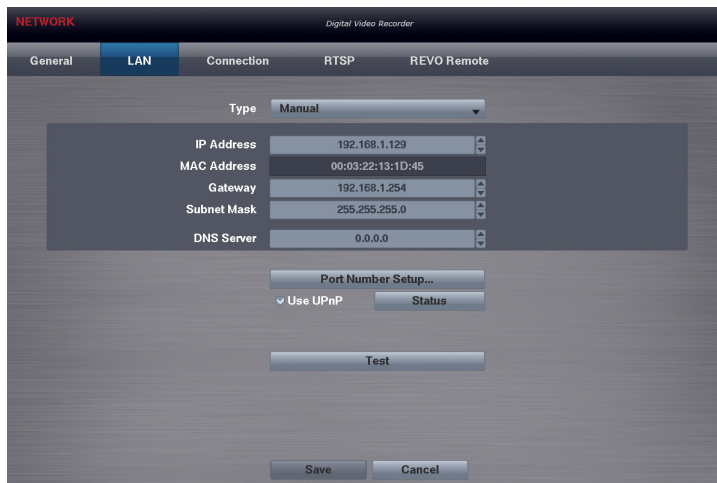 NETWORK
Digital Video Recorder
General LAN Connection RTSP REVO Remote
Type Manual
IP Address 192.168.1.129
MAC Address 00:03:22:13:1D:45
Gateway 192.168.1.254
Subnet Mask 255.255.255.0
DNS Server 0.0.0.0
Port Number Setup...
Use UPnP Status
Test
Save Cancel